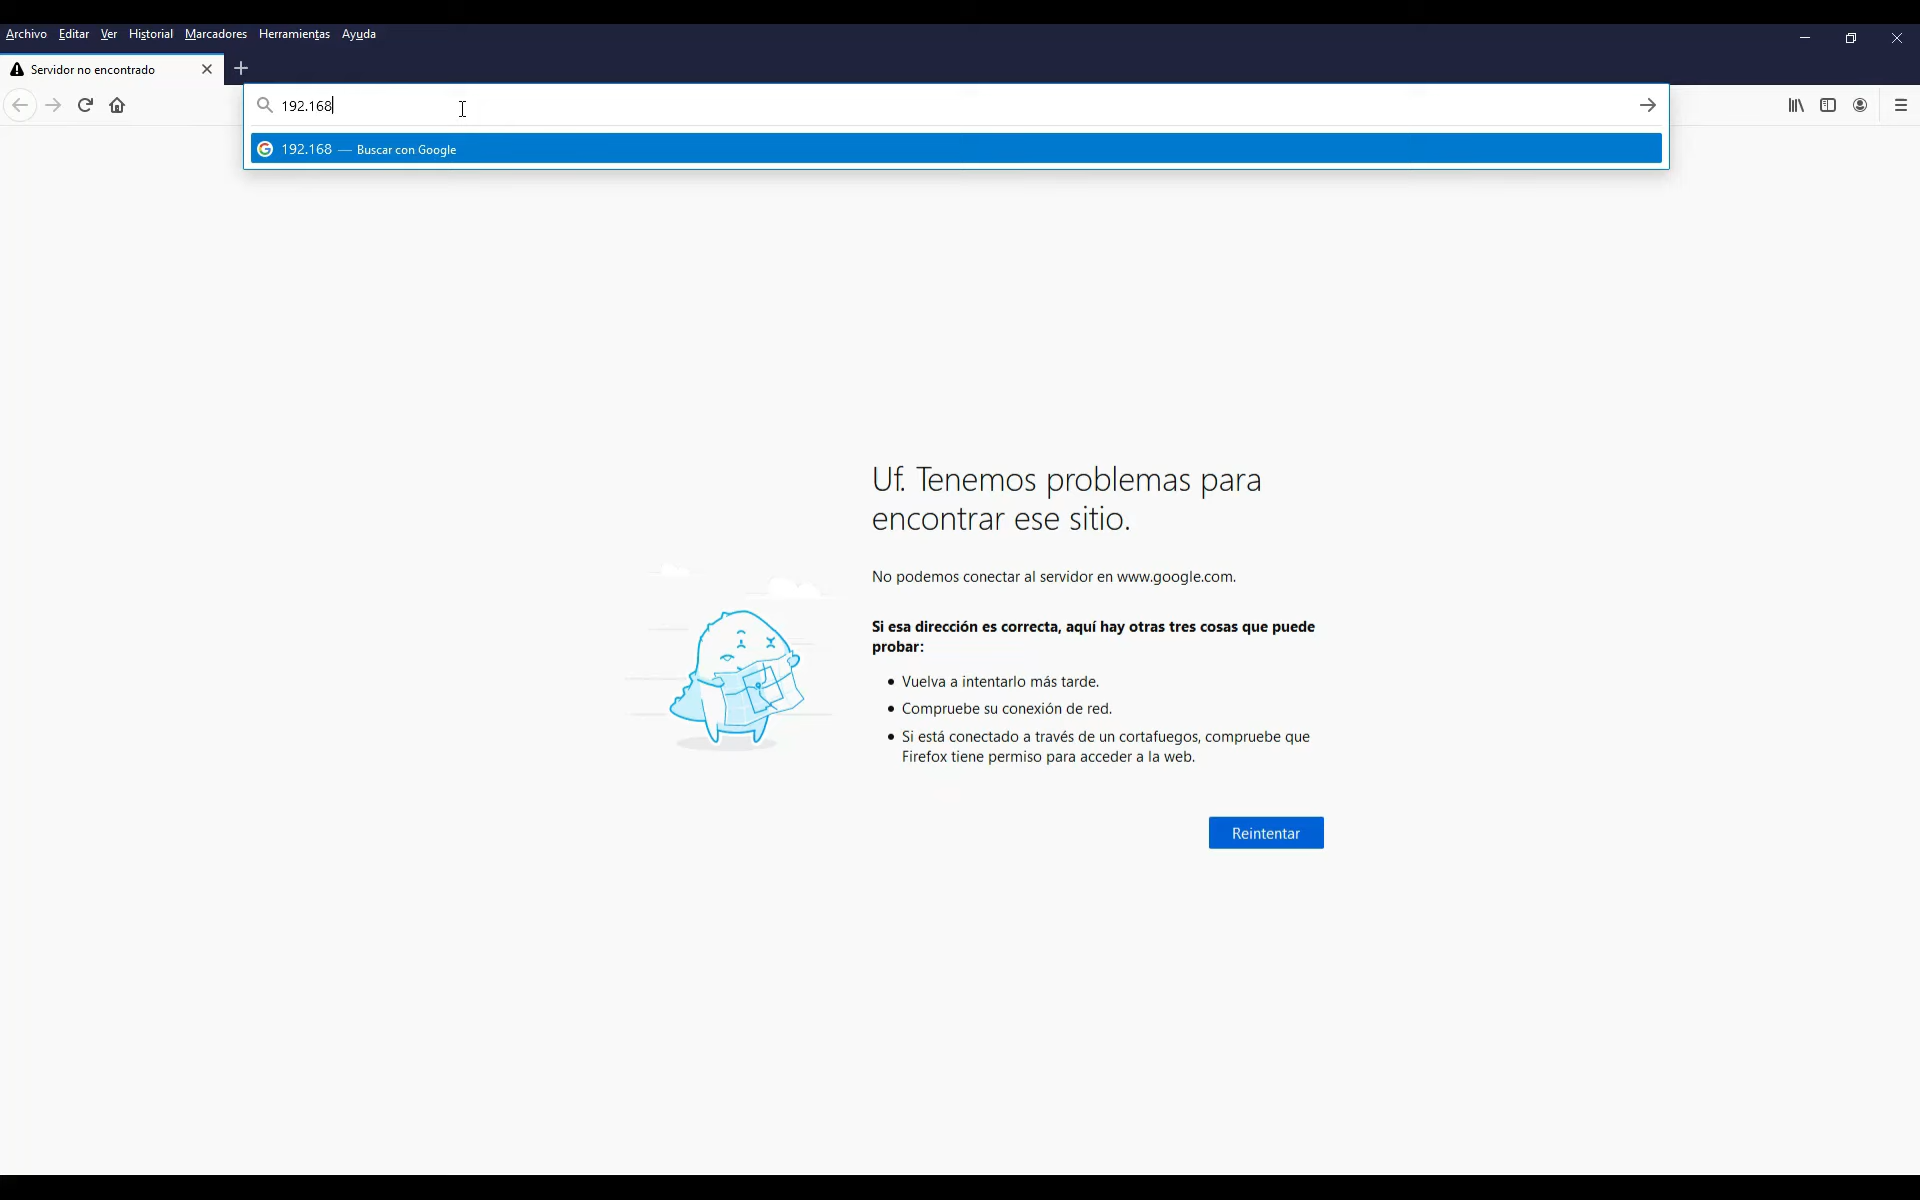 Archivo Editar Ver Historial Marcadores Herramientas Ayuda
Servidor no encontrado
192.168
192.168 — Buscar con Google
Uf. Tenemos problemas para
encontrar ese sitio.
No podemos conectar al servidor en www.google.com.
Si esa dirección es correcta, aquí hay otras tres cosas que puede
probar:
• Vuelva a intentarlo más tarde.
• Compruebe su conexión de red.
• Si está conectado a través de un cortafuegos, compruebe que
Firefox tiene permiso para acceder a la web.
Reintentar